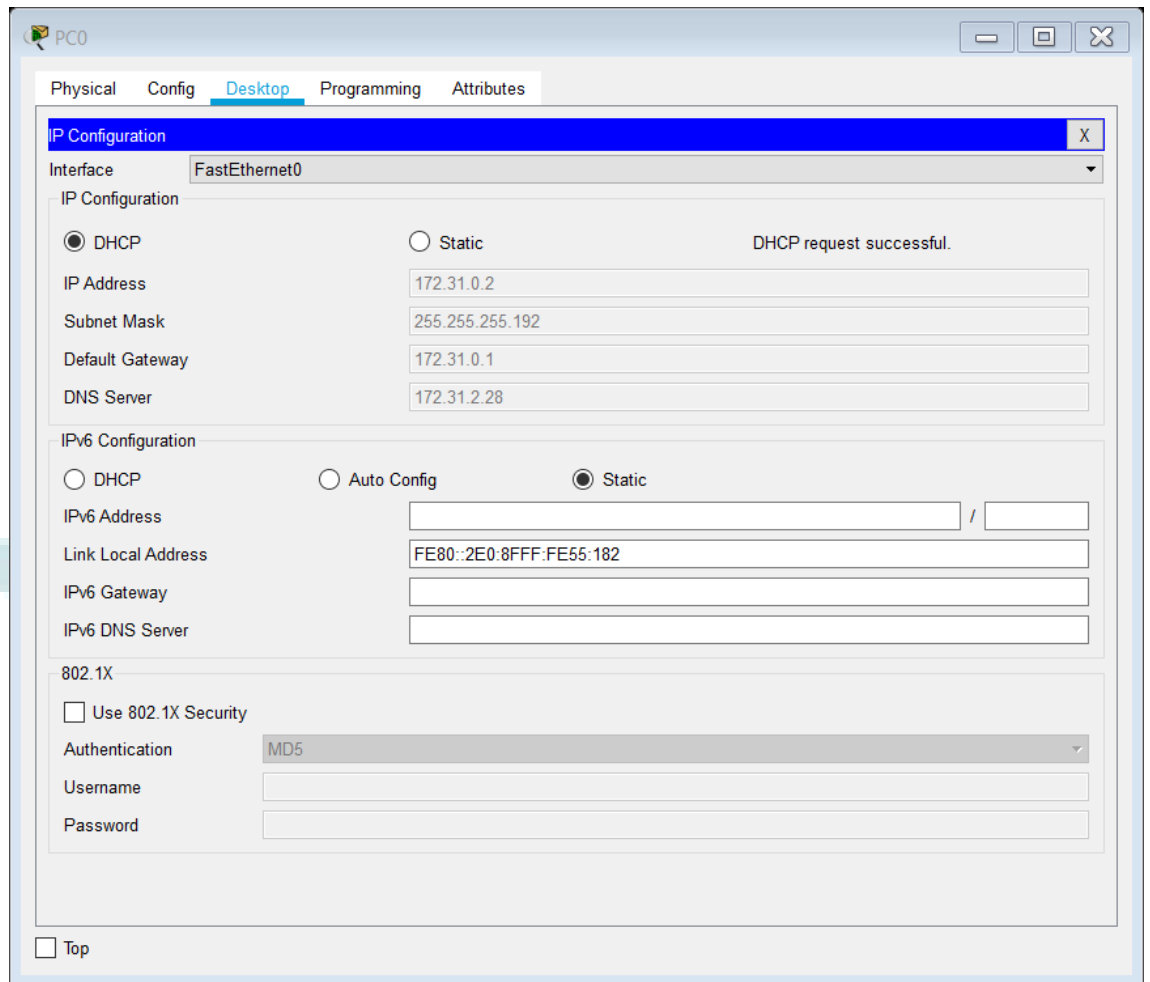 PC0
Physical Config Desktop Programming Attributes
IP Configuration X
Interface FastEthernet0
IP Configuration
DHCP Static DHCP request successful.
IP Address 172.31.0.2
Subnet Mask 255.255.255.192
Default Gateway 172.31.0.1
DNS Server 172.31.2.28
IPv6 Configuration
DHCP Auto Config Static
IPv6 Address /
Link Local Address FE80::2E0:8FFF:FE55:182
IPv6 Gateway
IPv6 DNS Server
802.1X
Use 802.1X Security
Authentication MD5
Username
Password
Top